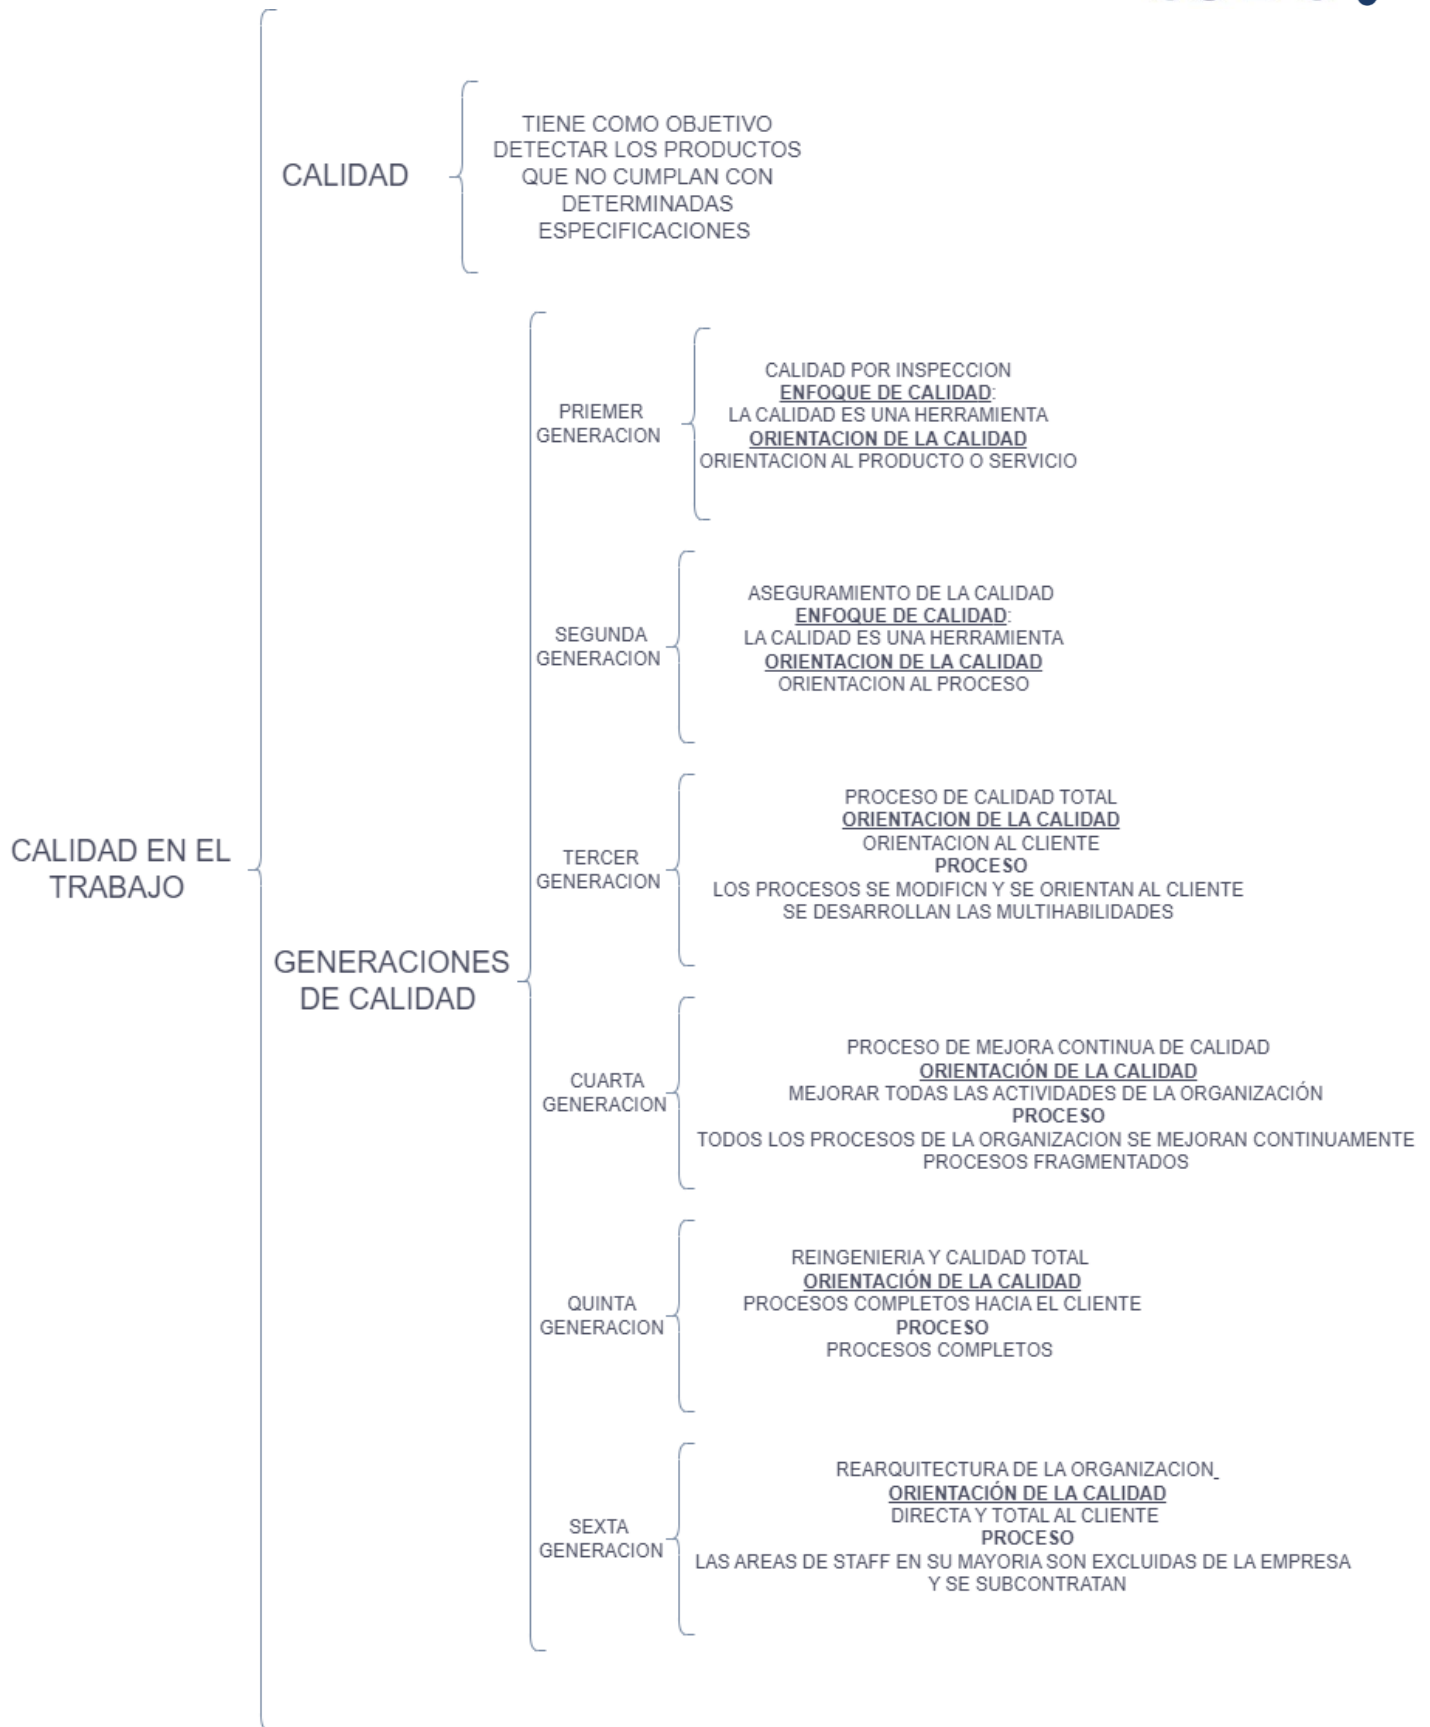 CALIDAD EN EL
TRABAJO
CALIDAD
TIENE COMO OBJETIVO
DETECTAR LOS PRODUCTOS
QUE NO CUMPLAN CON
DETERMINADAS
ESPECIFICACIONES
GENERACIONES
DE CALIDAD
PRIEMER
GENERACION
CALIDAD POR INSPECCION
ENFOQUE DE CALIDAD:
LA CALIDAD ES UNA HERRAMIENTA
ORIENTACION DE LA CALIDAD
ORIENTACION AL PRODUCTO O SERVICIO
SEGUNDA
GENERACION
ASEGURAMIENTO DE LA CALIDAD
ENFOQUE DE CALIDAD:
LA CALIDAD ES UNA HERRAMIENTA
ORIENTACION DE LA CALIDAD
ORIENTACION AL PROCESO
TERCER
GENERACION
PROCESO DE CALIDAD TOTAL
ORIENTACION DE LA CALIDAD
ORIENTACION AL CLIENTE
PROCESO
LOS PROCESOS SE MODIFICN Y SE ORIENTAN AL CLIENTE
SE DESARROLLAN LAS MULTIHABILIDADES
CUARTA
GENERACION
PROCESO DE MEJORA CONTINUA DE CALIDAD
ORIENTACIÓN DE LA CALIDAD
MEJORAR TODAS LAS ACTIVIDADES DE LA ORGANIZACIÓN
PROCESO
TODOS LOS PROCESOS DE LA ORGANIZACION SE MEJORAN CONTINUAMENTE
PROCESOS FRAGMENTADOS
QUINTA
GENERACION
REINGENIERIA Y CALIDAD TOTAL
ORIENTACIÓN DE LA CALIDAD
PROCESOS COMPLETOS HACIA EL CLIENTE
PROCESO
PROCESOS COMPLETOS
SEXTA
GENERACION
REARQUITECTURA DE LA ORGANIZACION
ORIENTACIÓN DE LA CALIDAD
DIRECTA Y TOTAL AL CLIENTE
PROCESO
LAS AREAS DE STAFF EN SU MAYORIA SON EXCLUIDAS DE LA EMPRESA
Y SE SUBCONTRATAN